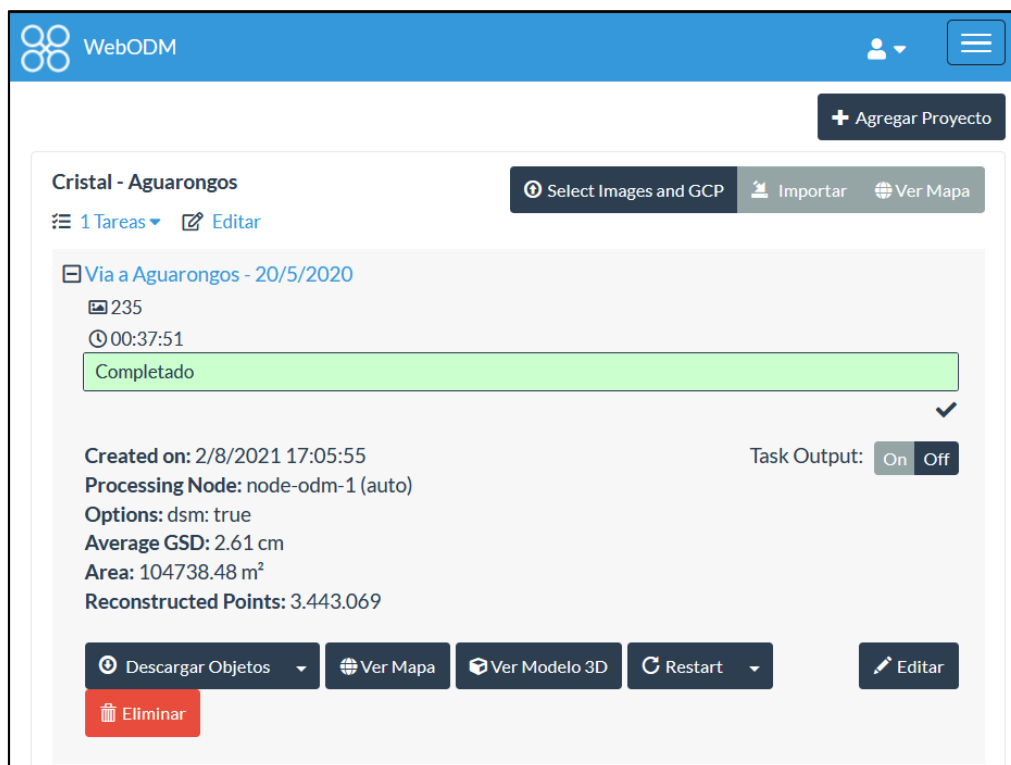 WebODM
Agregar Proyecto
Cristal - Aguarongos
Select Images and GCP Importar Ver Mapa
1 Tareas Editar
Via a Aguarongos - 20/5/2020
235
00:37:51
Completado
Created on: 2/8/2021 17:05:55 Task Output: On Off
Processing Node: node-odm-1 (auto)
Options: dsm: true
Average GSD: 2.61 cm
Area: 104738.48 m²
Reconstructed Points: 3.443.069
Descargar Objetos Ver Mapa Ver Modelo 3D Restart Editar
Eliminar